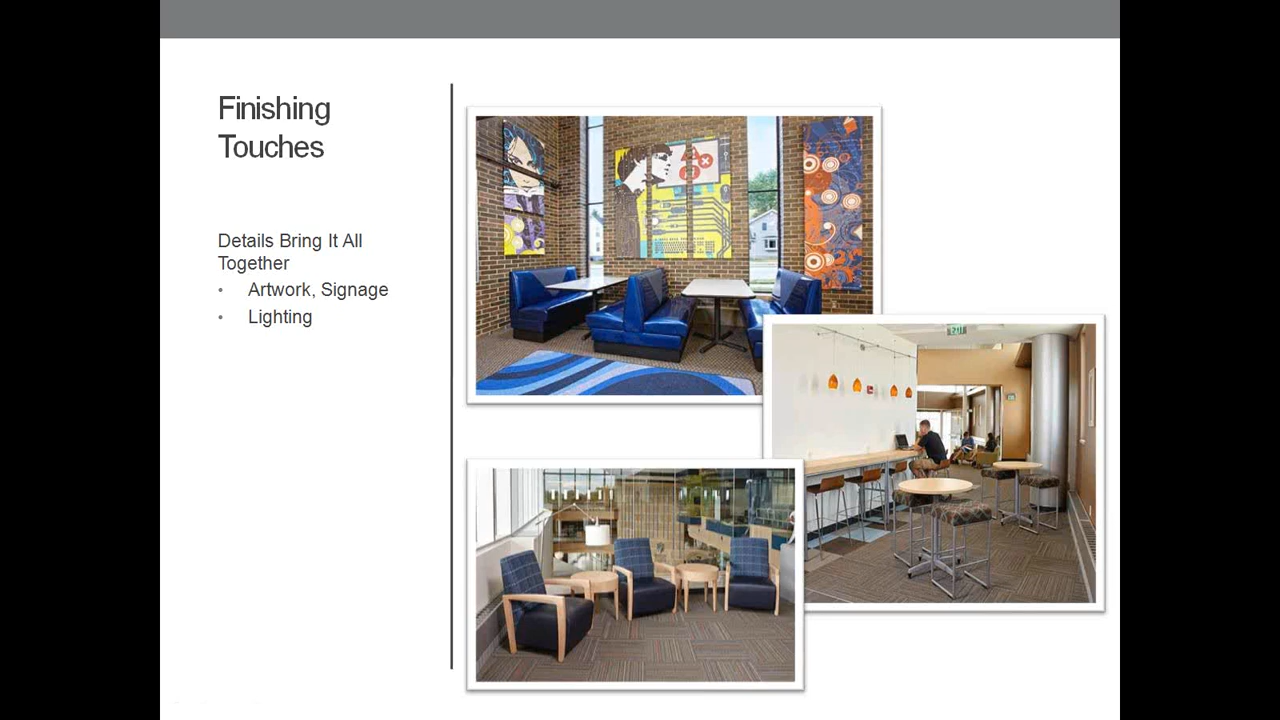 Finishing
Touches
Details Bring It All
Together
• Artwork, Signage
• Lighting